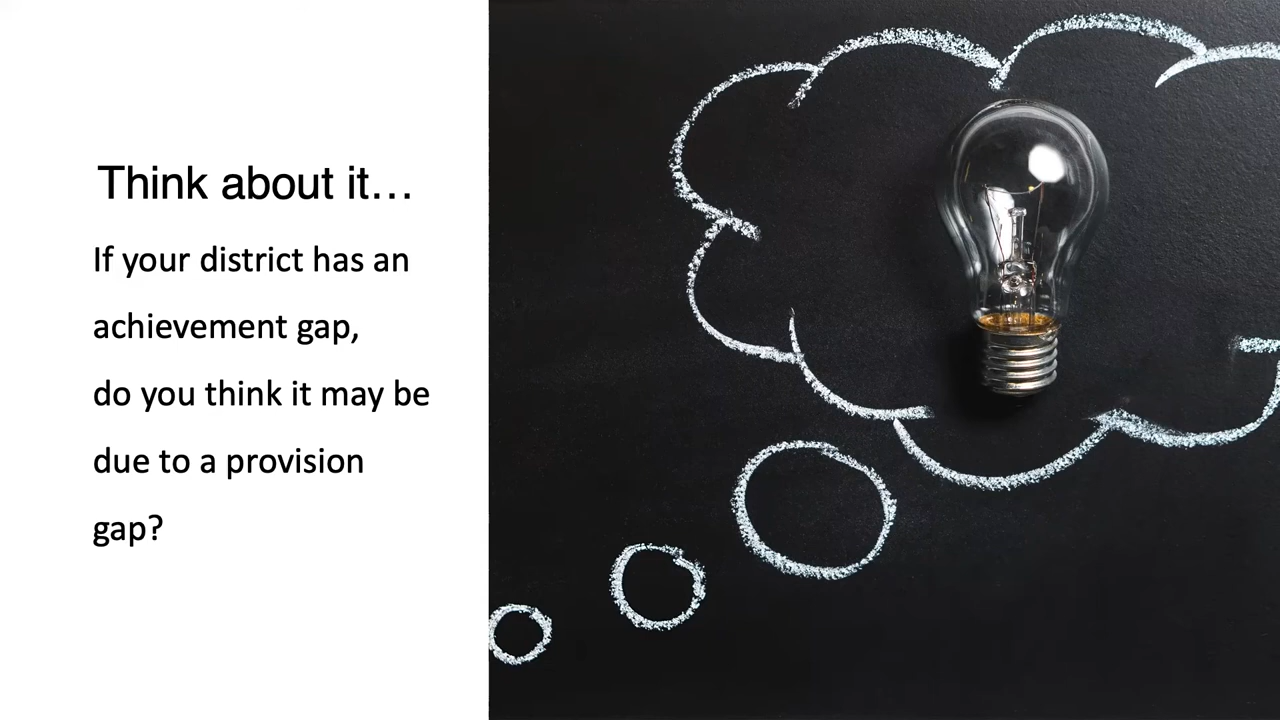 Think about it…
If your district has an
achievement gap,
do you think it may be
due to a provision
gap?